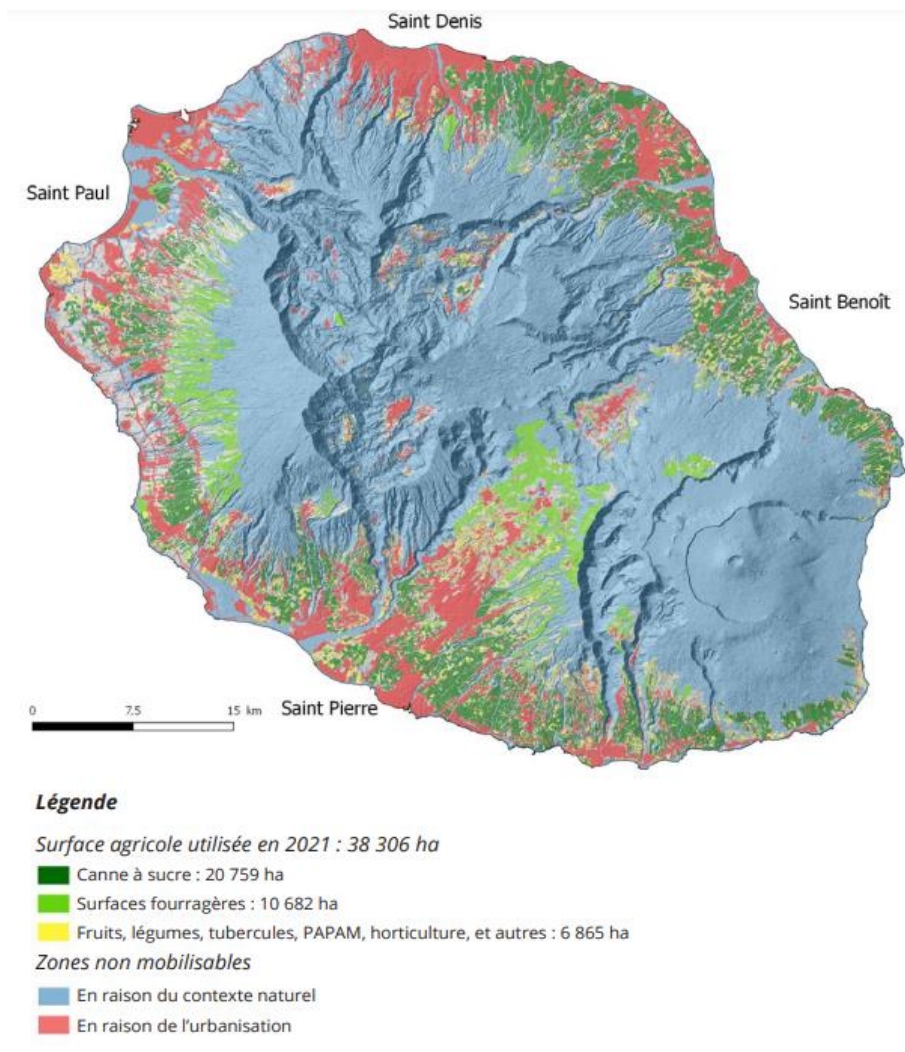 Saint Denis
Saint Paul
Saint Benoît
Saint Pierre
0 7.5 15 km
Légende
Surface agricole utilisée en 2021 : 38 306 ha
Canne à sucre : 20 759 ha
Surfaces fourragères : 10 682 ha
Fruits, légumes, tubercules, PAPAM, horticulture, et autres : 6 865 ha
Zones non mobilisables
En raison du contexte naturel
En raison de l’urbanisation